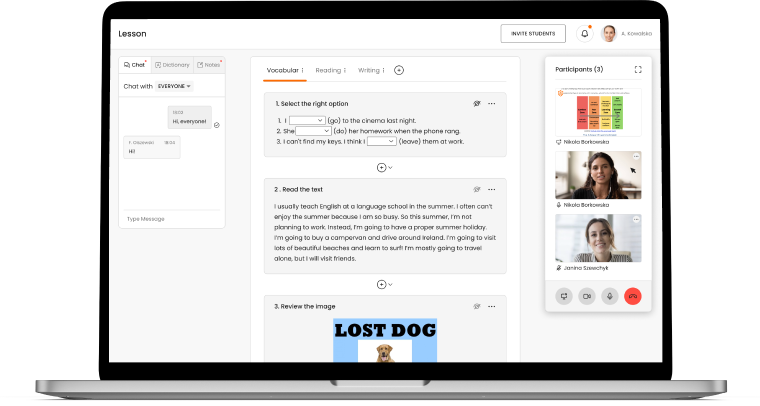 Lesson
INVITE STUDENTS
A. Kowalska
Chat
Dictionary
Notes
Chat with EVERYONE
18:03
Hi, everyone!
18:04
Hi!
Type Message
Vocabular
Reading
Writing
1. Select the right option
1. I (go) to the cinema last night.
2. She (do) her homework when the phone rang.
3. I can't find my keys. I think I (leave) them at work.
2 . Read the text
I usually teach English at a language school in the summer. I often can't
enjoy the summer because I am so busy. So this summer, I'm not
planning to work. Instead, I'm going to have a proper summer holiday.
I'm going to buy a campervan and drive around Ireland. I'm going to visit
lots of beautiful beaches and learn to surf! I'm mostly going to travel
alone, but I will visit friends.
3. Review the image
LOST DOG
Participants (3)
Nikola Borkowska
Nikola Borkowska
Janina Szewchyk